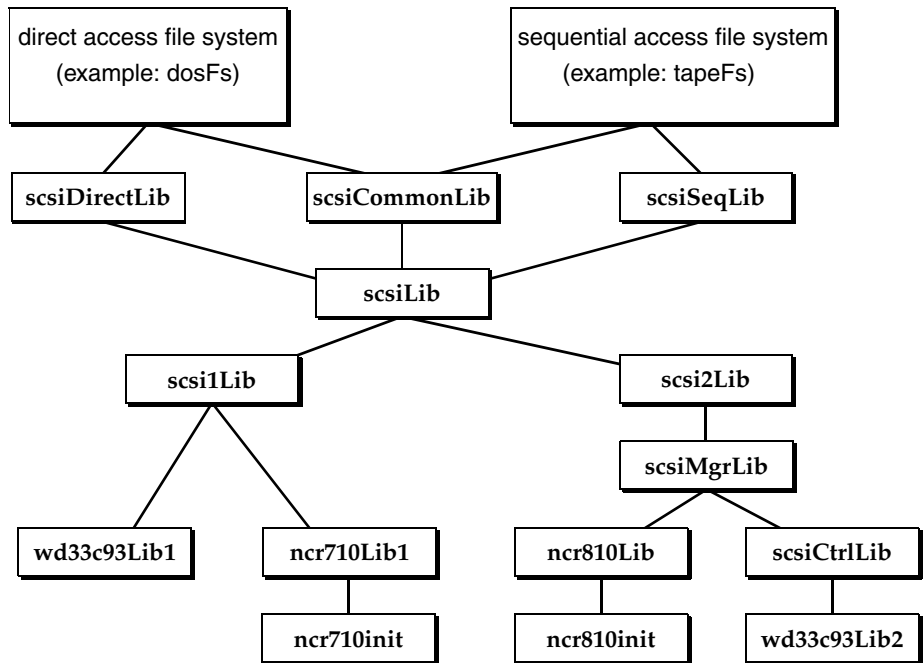 direct access file system
(example: dosFs)
sequential access file system
(example: tapeFs)
scsiDirectLib
scsiCommonLib
scsiSeqLib
scsiLib
scsi1Lib
scsi2Lib
scsiMgrLib
wd33c93Lib1
ncr710Lib1
ncr810Lib
scsiCtrlLib
ncr710init
ncr810init
wd33c93Lib2